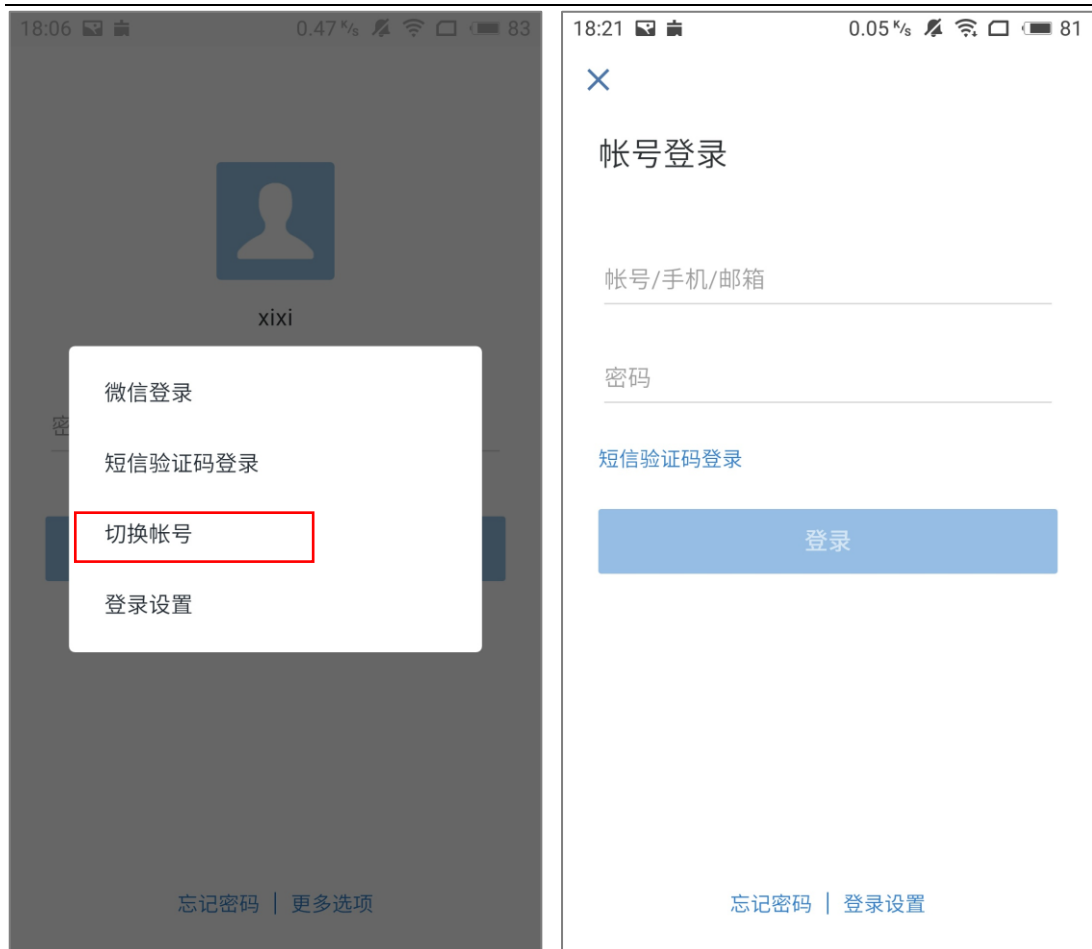 18:06 0.47 K/s 83
xixi
密
微信登录
短信验证码登录
切换帐号
登录设置
忘记密码 | 更多选项
18:21 0.05 K/s 81
帐号登录
帐号/手机/邮箱
密码
短信验证码登录
登录
忘记密码 | 登录设置